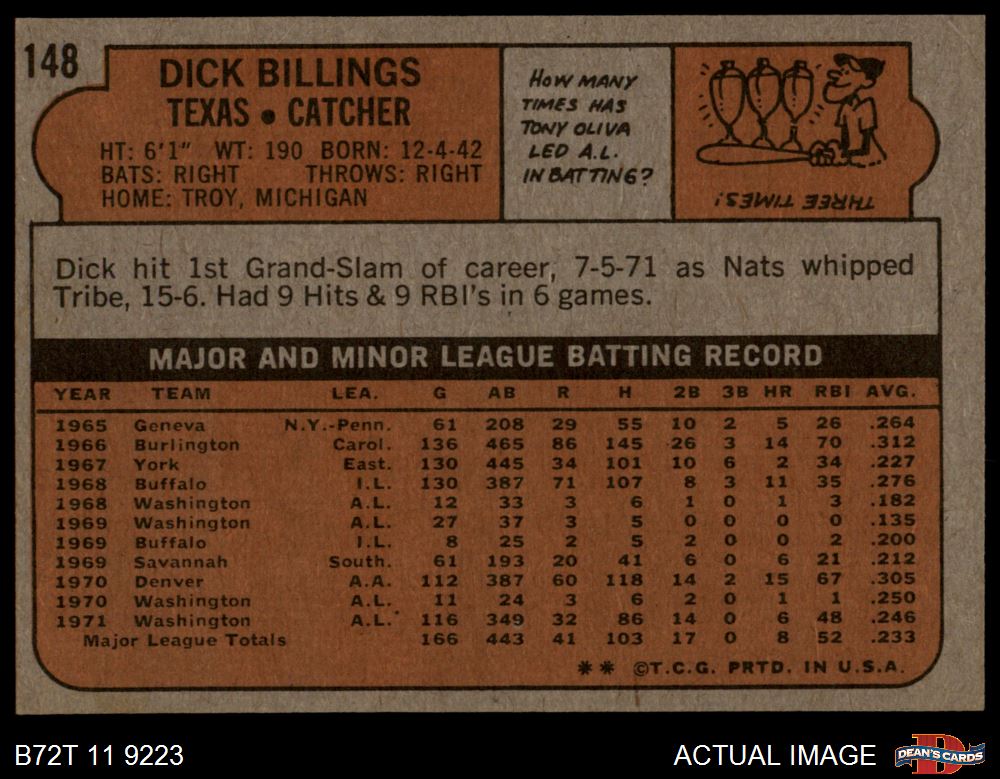 148
DICK BILLINGS
TEXAS • CATCHER
HT: 6'1" WT: 190 BORN: 12-4-42
BATS: RIGHT THROWS: RIGHT
HOME: TROY, MICHIGAN
HOW MANY
TIMES HAS
TONY OLIVA
LED A.L.
IN BATTING?
THREE TIMES!
Dick hit 1st Grand-Slam of career, 7-5-71 as Nats whipped
Tribe, 15-6. Had 9 Hits & 9 RBI's in 6 games.
MAJOR AND MINOR LEAGUE BATTING RECORD
YEAR TEAM LEA. G AB R H 2B 3B HR RBI AVG.
1965 Geneva N.Y.-Penn. 61 208 29 55 10 2 5 26 .264
1966 Burlington Carol. 136 465 86 145 26 3 14 70 .312
1967 York East. 130 445 34 101 10 6 2 34 .227
1968 Buffalo I.L. 130 387 71 107 8 3 11 35 .276
1968 Washington A.L. 12 33 3 6 1 0 1 3 .182
1969 Washington A.L. 27 37 3 5 0 0 0 0 .135
1969 Buffalo I.L. 8 25 2 5 2 0 0 2 .200
1969 Savannah South. 61 193 20 41 6 0 6 21 .212
1970 Denver A.A. 112 387 60 118 14 2 15 67 .305
1970 Washington A.L. 11 24 3 6 2 0 1 1 .250
1971 Washington A.L. 116 349 32 86 14 0 6 48 .246
Major League Totals 166 443 41 103 17 0 8 52 .233
** ©T.C.G. PRTD. IN U.S.A.
B72T 11 9223
ACTUAL IMAGE
DEAN'S CARDS